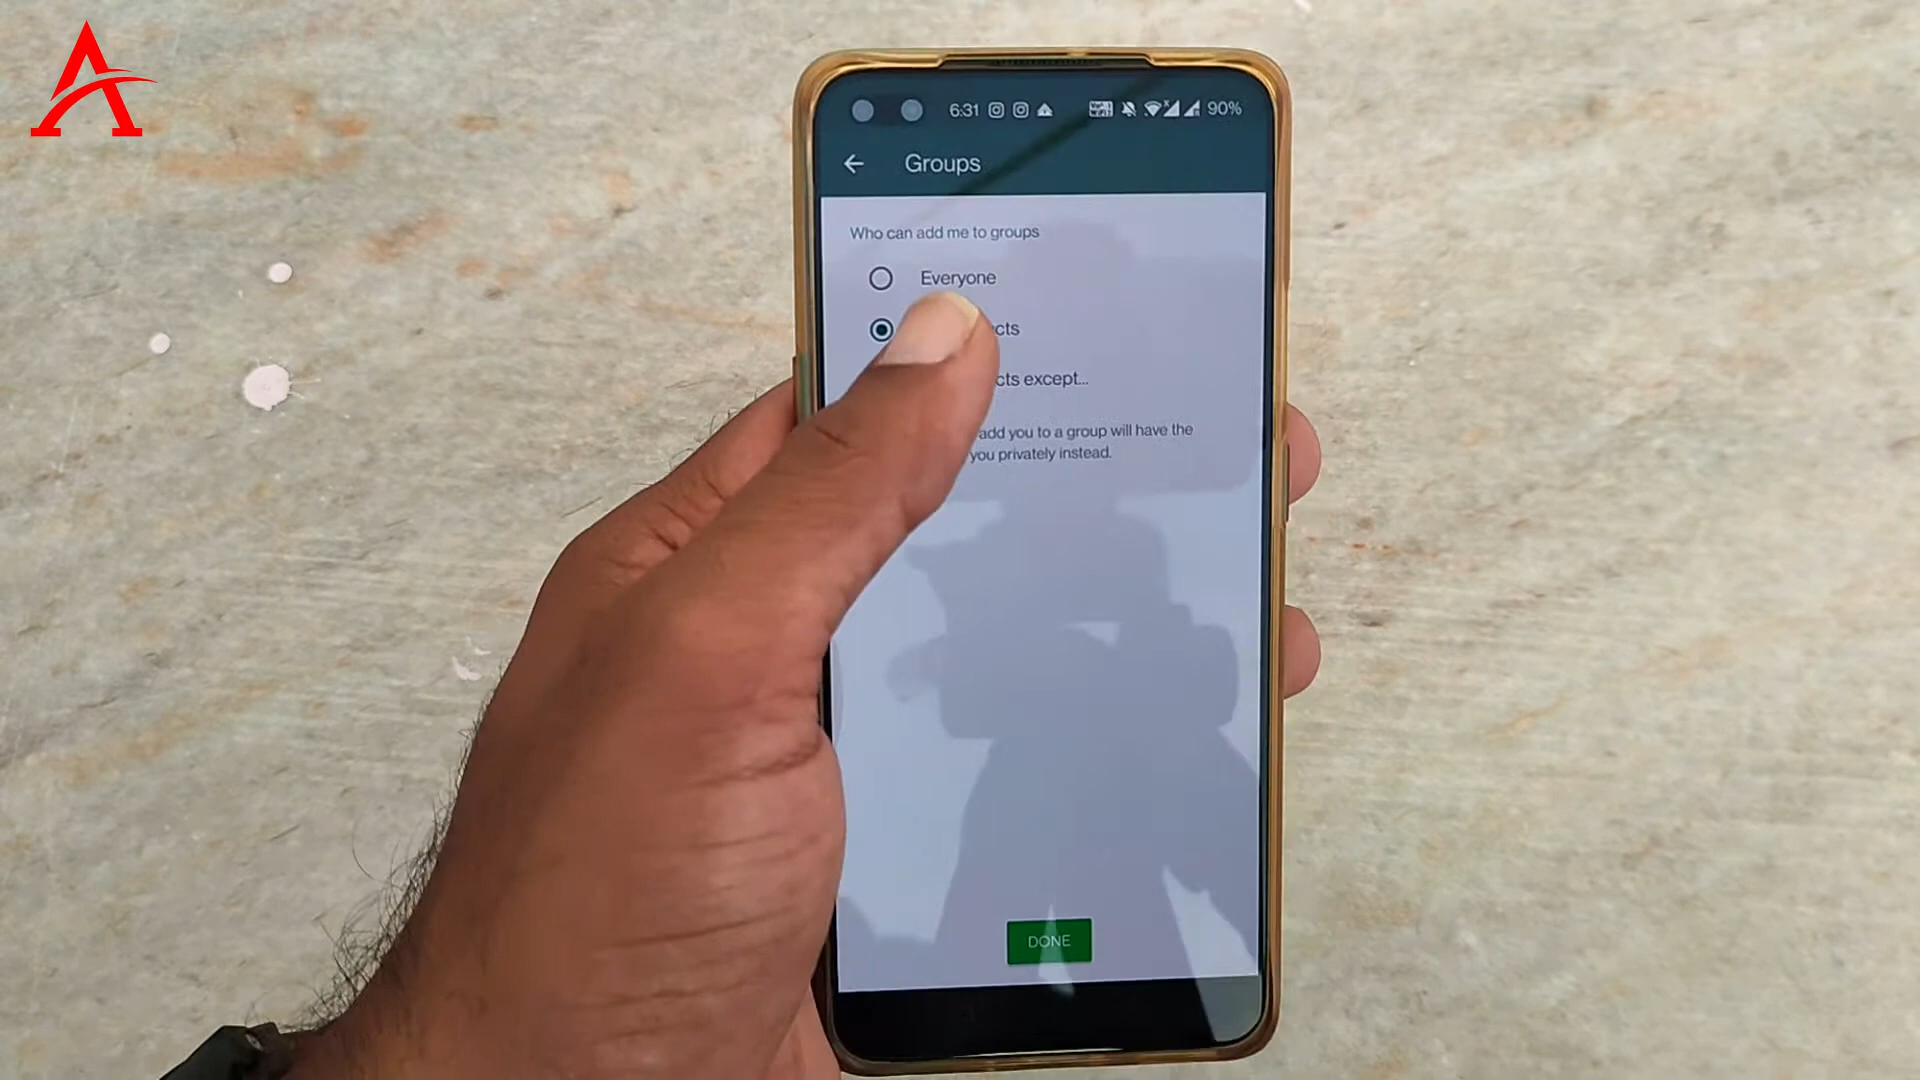 6:31 90%
Groups
Who can add me to groups
Everyone
cts
cts except...
add you to a group will have the
you privately instead.
DONE